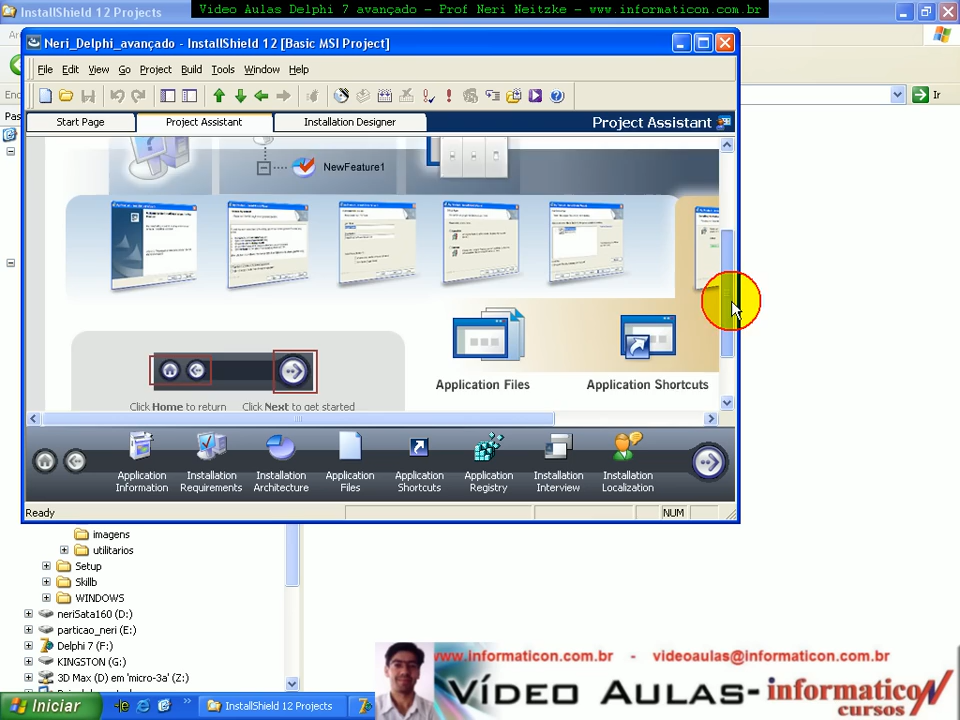 InstallShield 12 Projects
Video Aulas Delphi 7 avançado - Prof Neri Neitzke - www.informaticon.com.br
Neri_Delphi_avançado - InstallShield 12 [Basic MSI Project]
File Edit View Go Project Build Tools Window Help
Ir
Start Page Project Assistant Installation Designer Project Assistant
NewFeature1
Application Files Application Shortcuts
Click Home to return Click Next to get started
Application Information
Installation Requirements
Installation Architecture
Application Files
Application Shortcuts
Application Registry
Installation Interview
Installation Localization
Ready NUM
imagens
utilitarios
Setup
Skillb
WINDOWS
neriSata160 (D:)
particao_neri (E:)
Delphi 7 (F:)
KINGSTON (G:)
3D Max (D) em 'micro-3a' (Z:)
www.informaticon.com.br - videoaulas@informaticon.com.br
VÍDEO AULAS- informaticon
cursos
Iniciar InstallShield 12 Projects